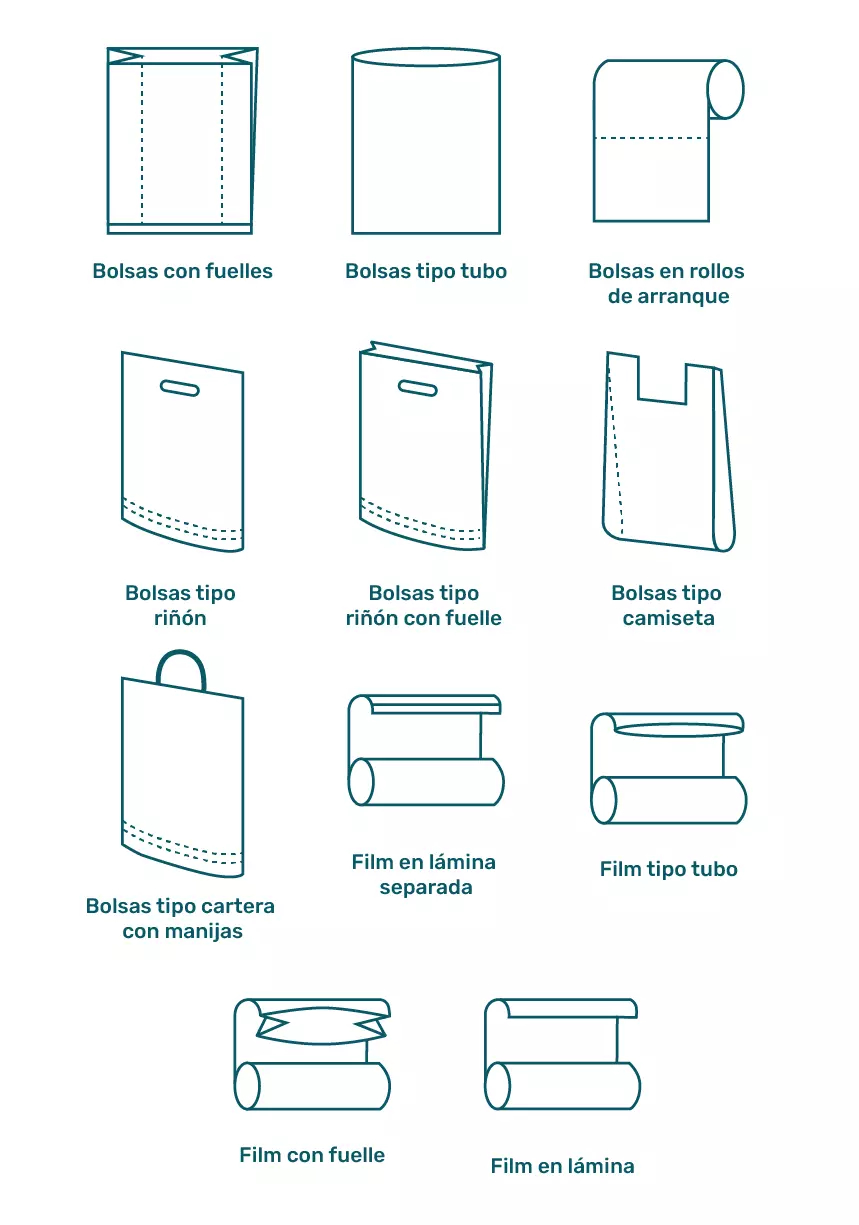 Bolsas con fuelles
Bolsas tipo tubo
Bolsas en rollos
de arranque
Bolsas tipo
riñón
Bolsas tipo
riñón con fuelle
Bolsas tipo
camiseta
Bolsas tipo cartera
con manijas
Film en lámina
separada
Film tipo tubo
Film con fuelle
Film en lámina